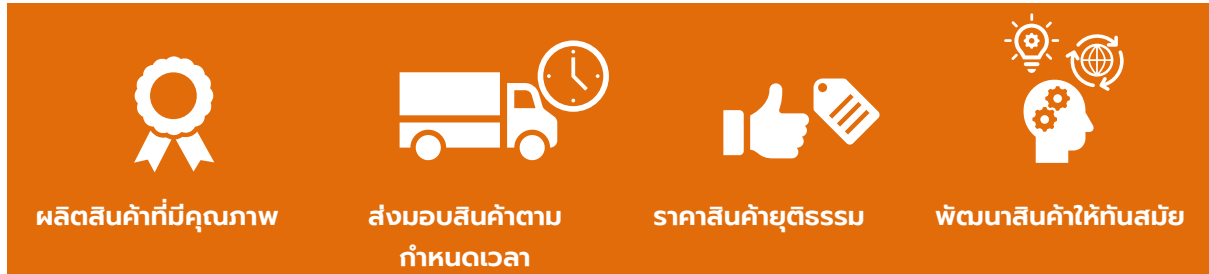 ผลิตสินค้าที่มีคุณภาพ
ส่งมอบสินค้าตาม
กำหนดเวลา
ราคาสินค้ายุติธรรม
พัฒนาสินค้าให้ทันสมัย